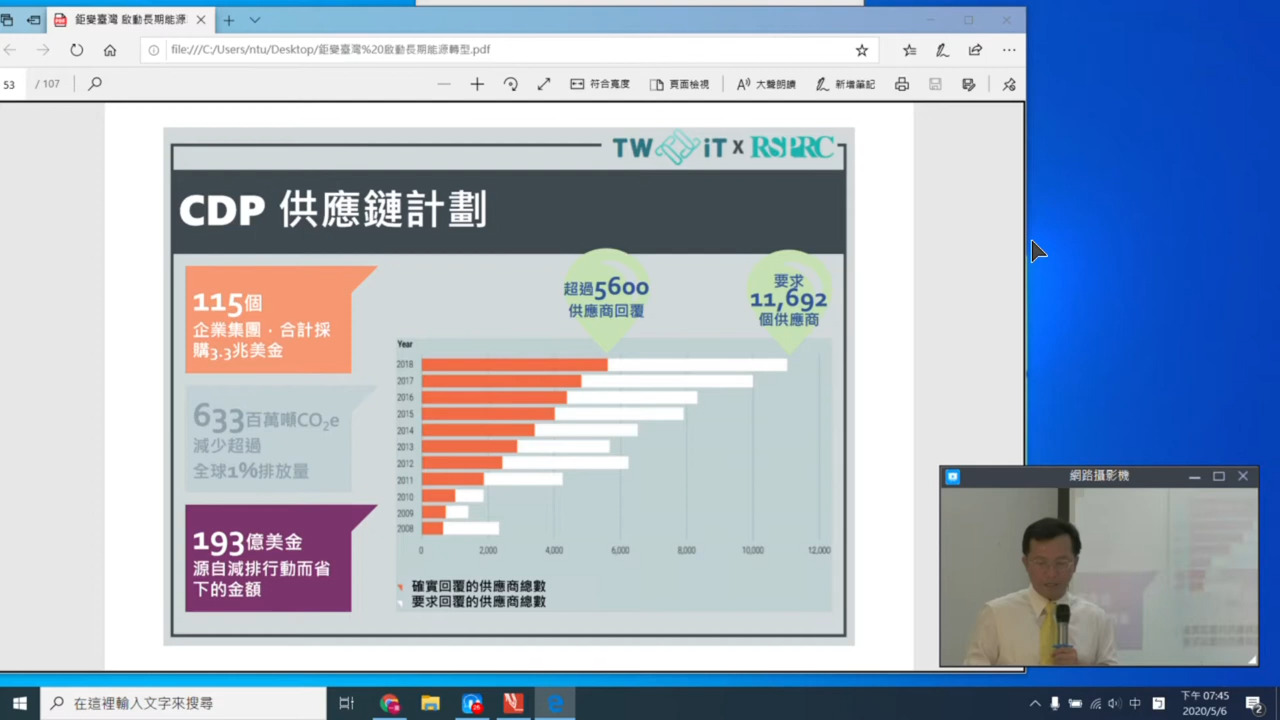 鉅變臺灣 啟動長期能源
file:///C:/Users/ntu/Desktop/鉅變臺灣%20啟動長期能源轉型.pdf
53 / 107
符合寬度
頁面檢視
大聲朗讀
新增筆記
TW iT x RSPRC
CDP 供應鏈計劃
115個
企業集團．合計採
購3.3兆美金
633百萬噸CO₂e
減少超過
全球1%排放量
193億美金
源自減排行動而省
下的金額
超過5600
供應商回覆
要求
11,692
個供應商
Year
2018
2017
2016
2015
2014
2013
2012
2011
2010
2009
2008
0 2,000 4,000 6,000 8,000 10,000 12,000
確實回覆的供應商總數
要求回覆的供應商總數
網路攝影機
在這裡輸入文字來搜尋
中
下午 07:45
2020/5/6
2